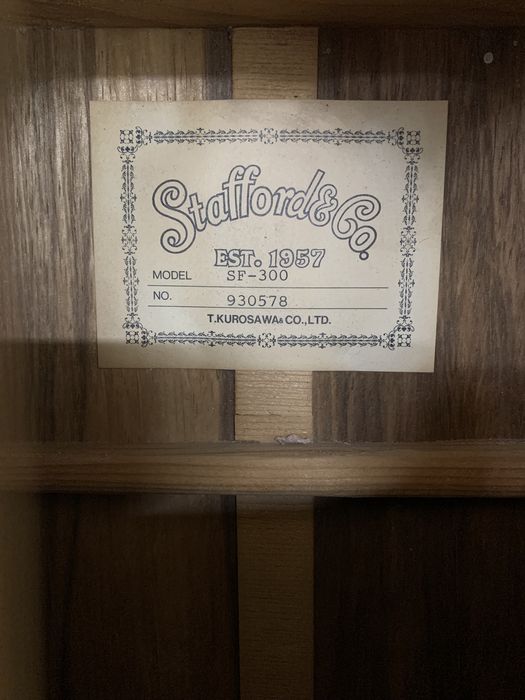 Stafford & Co.
EST. 1957
MODEL SF-300
NO. 930578
T.KUROSAWA& CO.,LTD.